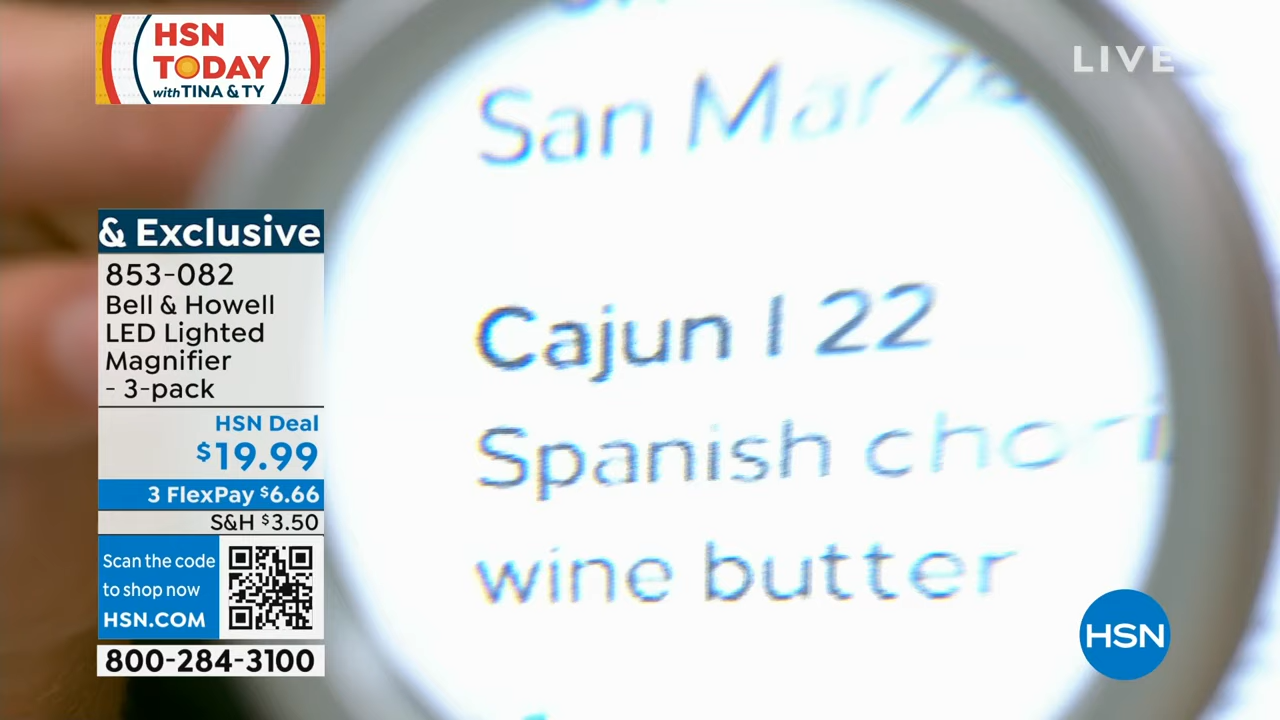 HSN
TODAY
with TINA & TY
LIVE
& Exclusive
853-082
Bell & Howell
LED Lighted
Magnifier
- 3-pack
HSN Deal
$19.99
3 FlexPay $6.66
S&H $3.50
Scan the code
to shop now
HSN.COM
800-284-3100
San
Cajun | 22
Spanish
wine butter
HSN